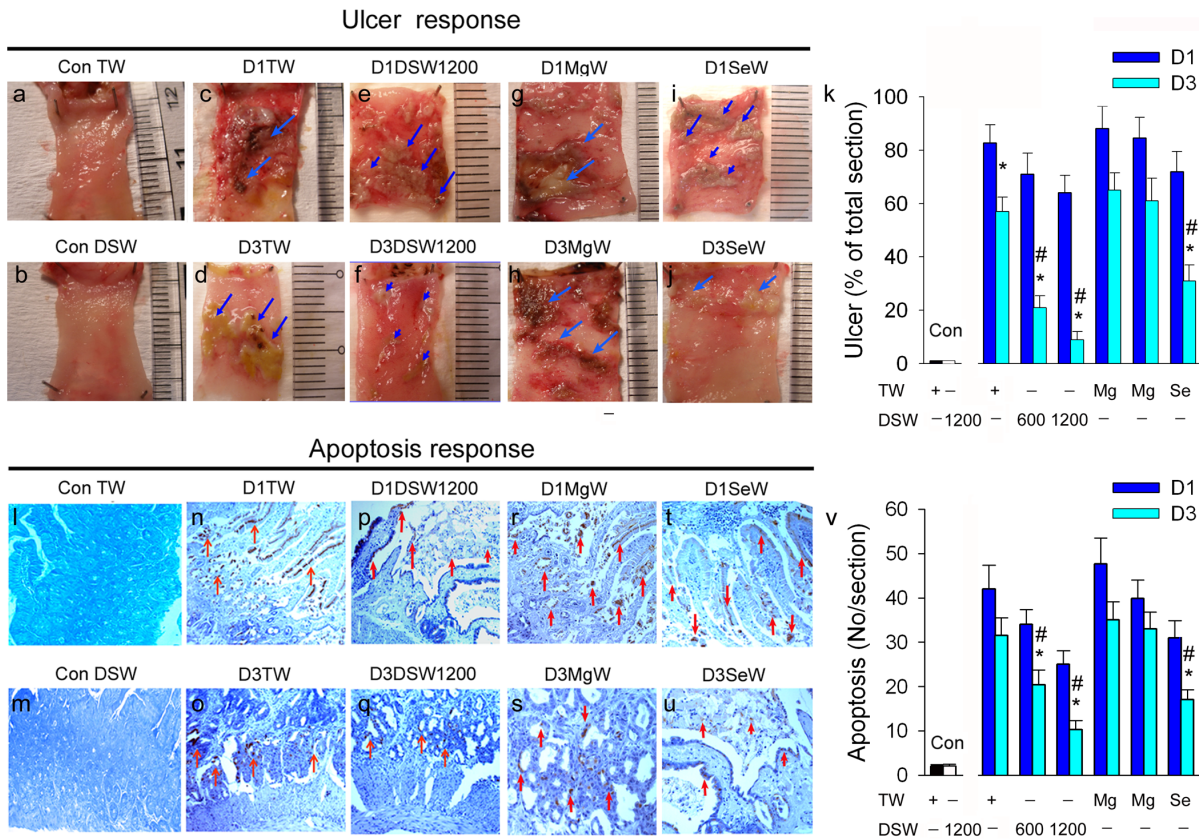 Ulcer response
Con TW D1TW D1DSW1200 D1MgW D1SeW
a c e g i
12
11
Con DSW D3TW D3DSW1200 D3MgW D3SeW
b d f h j
k
D1
D3
Ulcer (% of total section)
100
80
60
40
20
0
Con
*
# *
# *
# *
TW + – + – – Mg Mg Se
DSW – 1200 – 600 1200 – – –
–
Apoptosis response
Con TW D1TW D1DSW1200 D1MgW D1SeW
l n p r t
Con DSW D3TW D3DSW1200 D3MgW D3SeW
m o q s u
v
D1
D3
Apoptosis (No/section)
60
50
40
30
20
10
0
Con
# *
# *
# *
TW + – + – – Mg Mg Se
DSW – 1200 – 600 1200 – – –